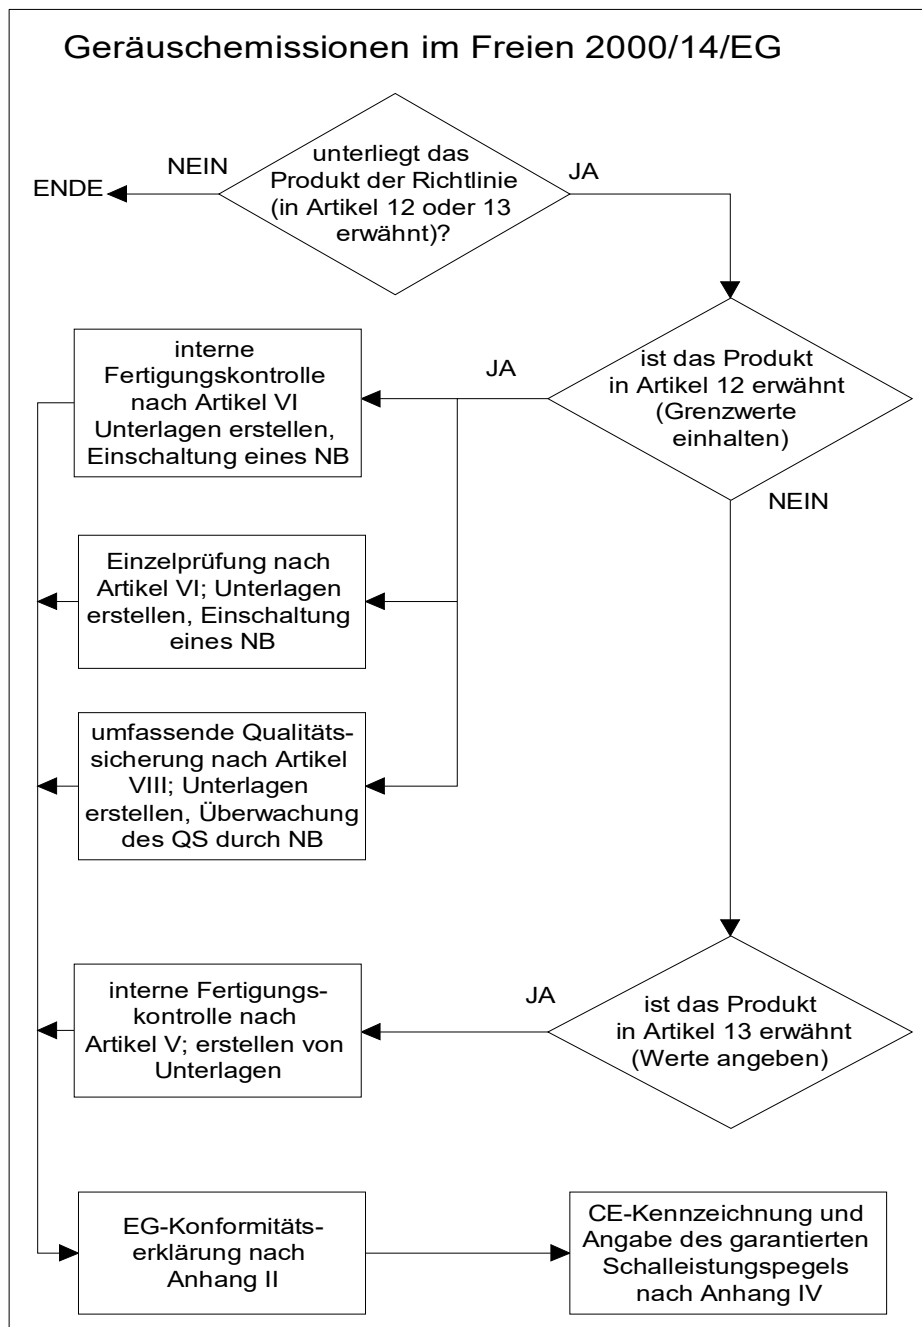 Geräuschemissionen im Freien 2000/14/EG
unterliegt das
Produkt der Richtlinie
(in Artikel 12 oder 13
erwähnt)?
NEIN
ENDE
JA
ist das Produkt
in Artikel 12 erwähnt
(Grenzwerte
einhalten)
JA
NEIN
interne
Fertigungskontrolle
nach Artikel VI
Unterlagen erstellen,
Einschaltung eines NB
Einzelprüfung nach
Artikel VI; Unterlagen
erstellen, Einschaltung
eines NB
umfassende Qualitäts-
sicherung nach Artikel
VIII; Unterlagen
erstellen, Überwachung
des QS durch NB
ist das Produkt
in Artikel 13 erwähnt
(Werte angeben)
JA
interne Fertigungs-
kontrolle nach
Artikel V; erstellen von
Unterlagen
EG-Konformitäts-
erklärung nach
Anhang II
CE-Kennzeichnung und
Angabe des garantierten
Schalleistungspegels
nach Anhang IV